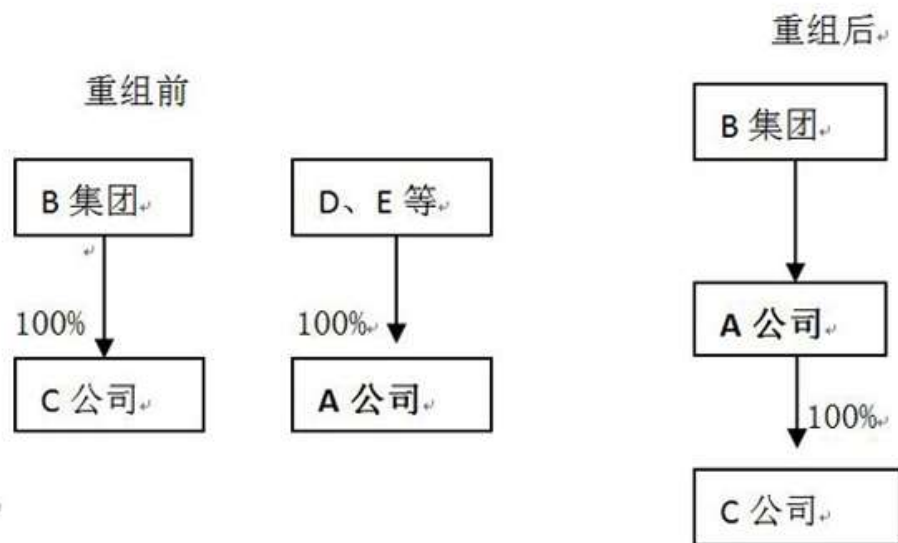 重组前
B 集团
100%
C 公司
D、E 等
100%
A 公司
重组后
B 集团
A 公司
100%
C 公司